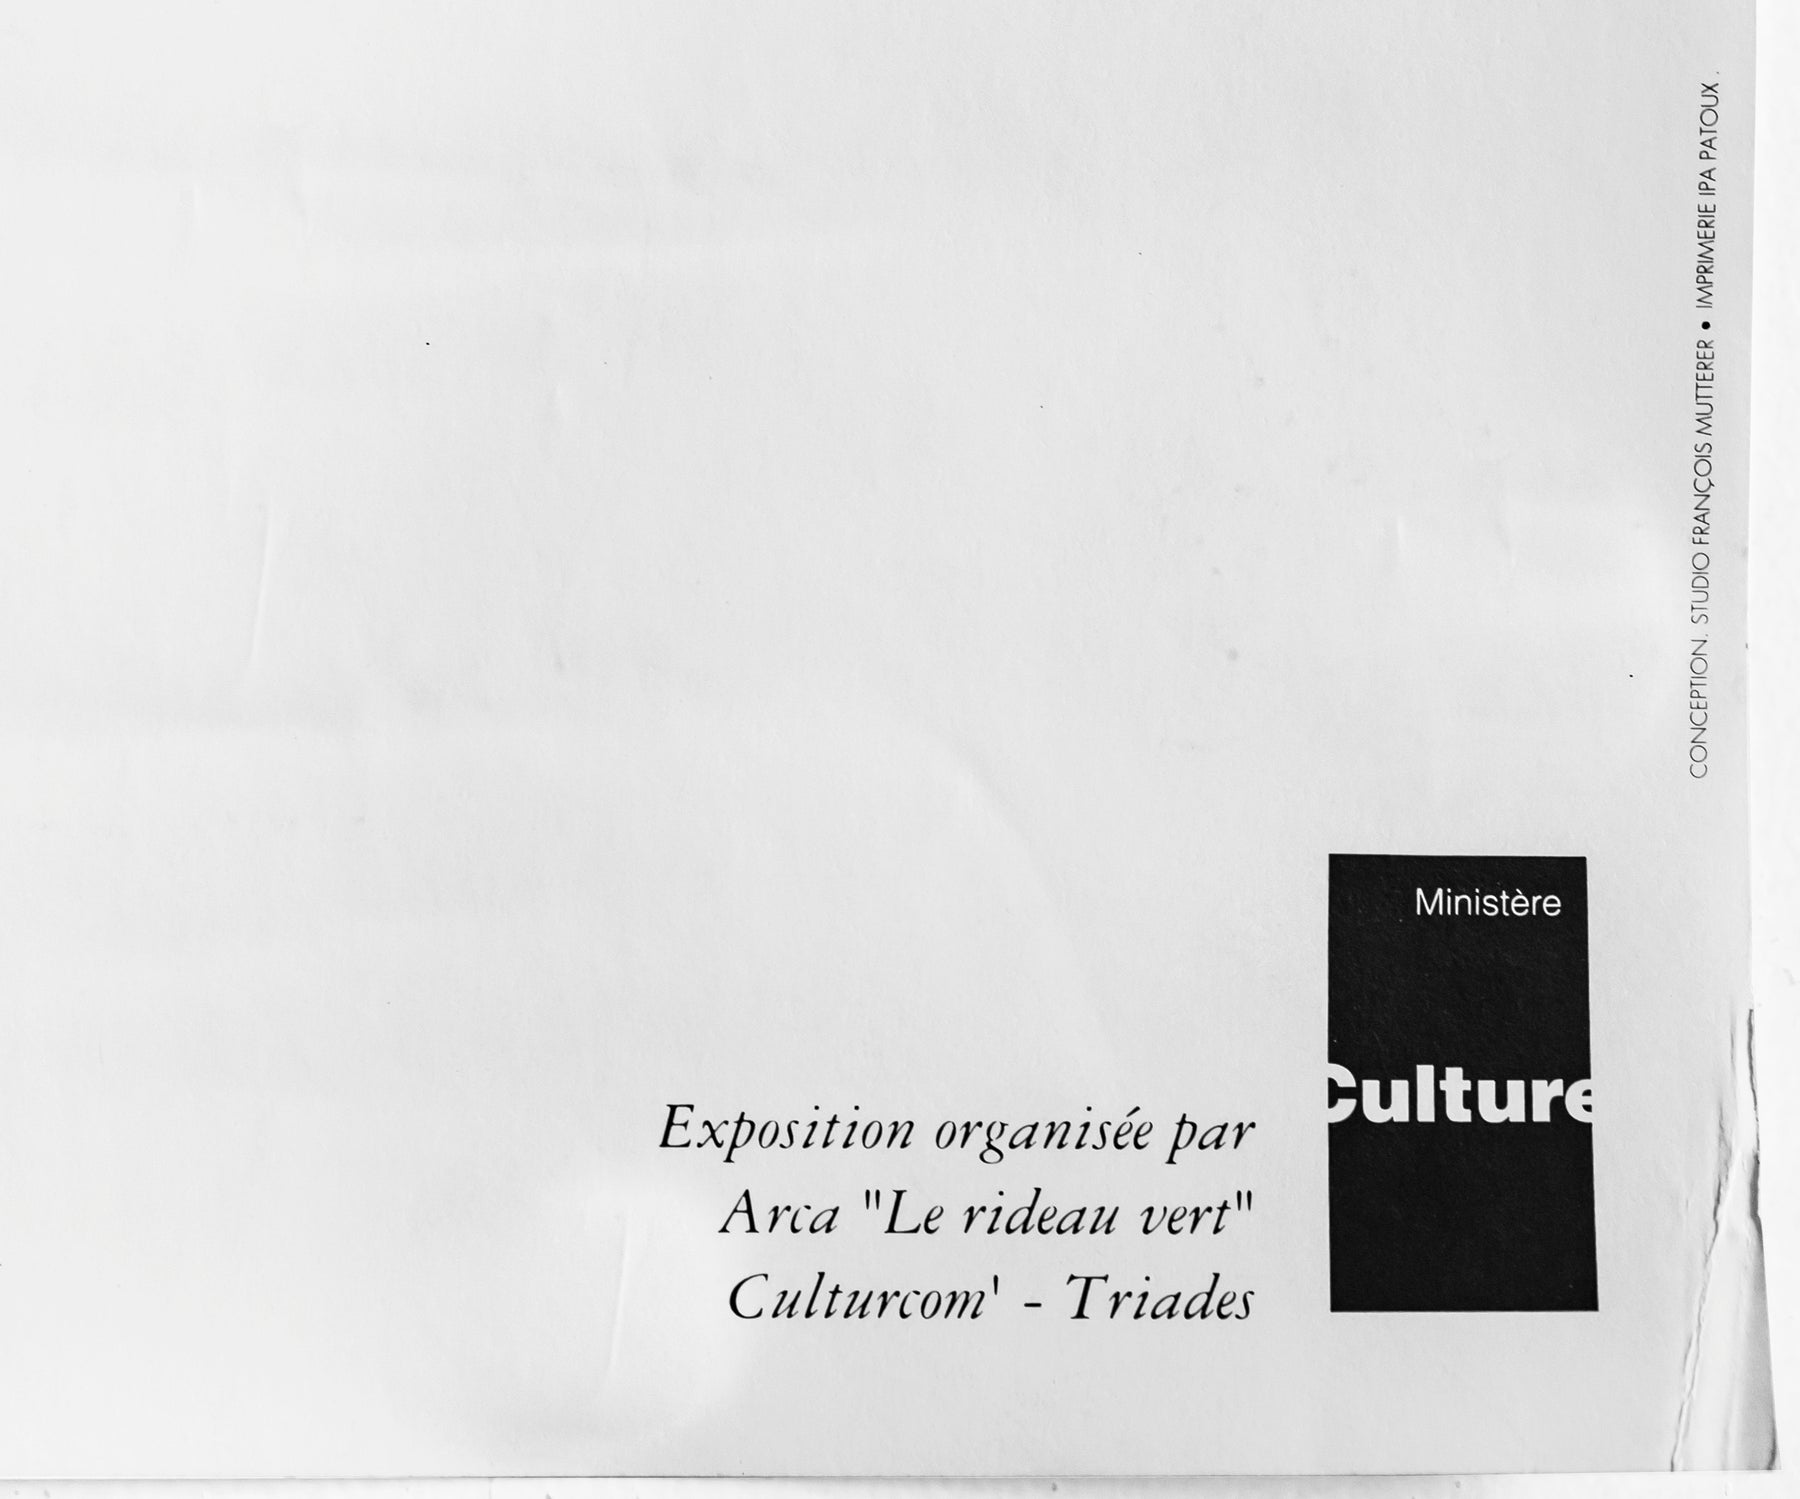 CONCEPTION. STUDIO FRANÇOIS MUTTERER • IMPRIMERIE IPA PATOUX.
Ministère
Culture
Exposition organisée par
Arca "Le rideau vert"
Culturcom' - Triades